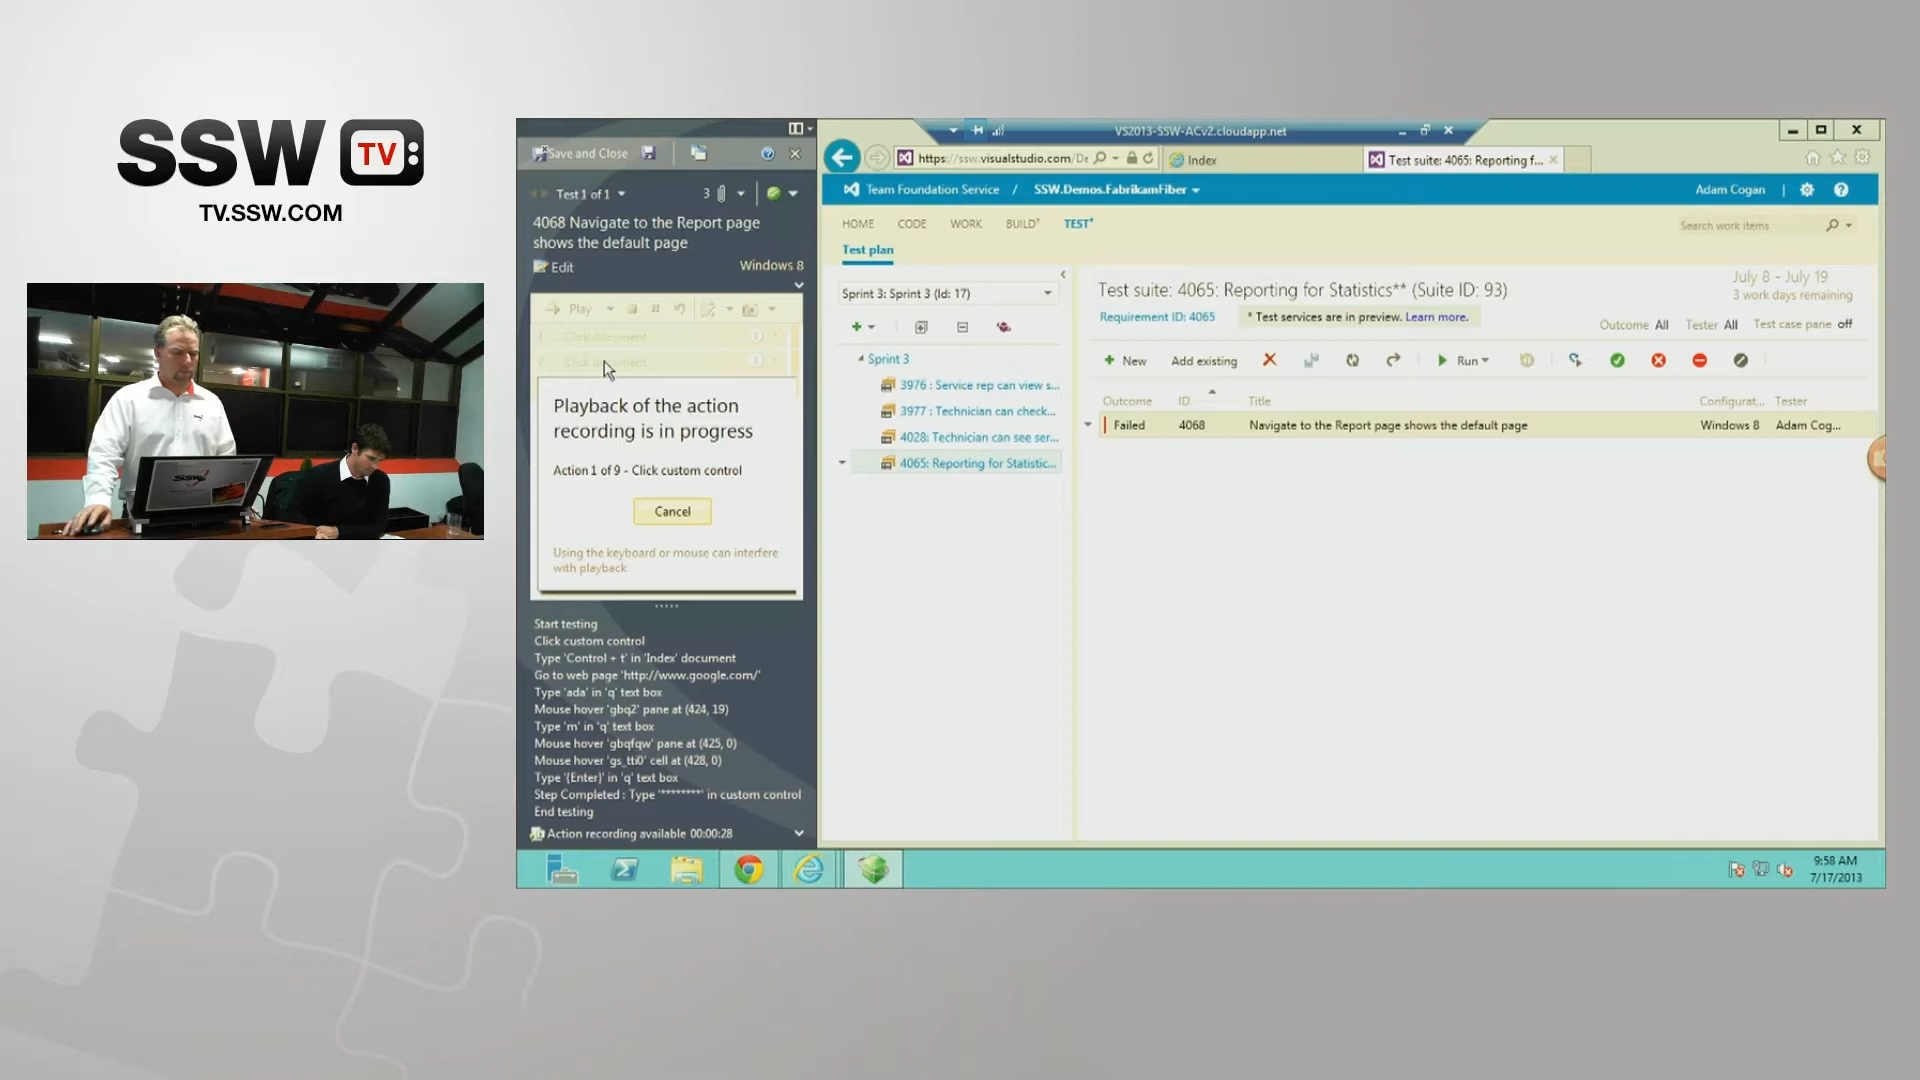 SSW TV:
TV.SSW.COM
Save and Close
Test 1 of 1
3
4068 Navigate to the Report page
shows the default page
Edit
Windows 8
Play
Click document
Click document
Playback of the action
recording is in progress
Action 1 of 9 - Click custom control
Cancel
Using the keyboard or mouse can interfere
with playback
Start testing
Click custom control
Type 'Control + t' in 'Index' document
Go to web page 'http://www.google.com/'
Type 'ada' in 'q' text box
Mouse hover 'gbq2' pane at (424, 19)
Type 'm' in 'q' text box
Mouse hover 'gbqfqw' pane at (425, 0)
Mouse hover 'gs_tti0' cell at (428, 0)
Type '{Enter}' in 'q' text box
Step Completed : Type '********' in custom control
End testing
Action recording available 00:00:28
VS2013-SSW-ACv2.cloudapp.net
https://ssw.visualstudio.com/De
Index
Test suite: 4065: Reporting f...
Team Foundation Service / SSW.Demos.FabrikamFiber
Adam Cogan
HOME CODE WORK BUILD* TEST*
Search work items
Test plan
Sprint 3: Sprint 3 (Id: 17)
Sprint 3
3976 : Service rep can view s...
3977 : Technician can check...
4028: Technician can see ser...
4065: Reporting for Statistic...
Test suite: 4065: Reporting for Statistics** (Suite ID: 93)
July 8 - July 19
3 work days remaining
Requirement ID: 4065
* Test services are in preview. Learn more.
Outcome All Tester All Test case pane off
New Add existing Run
Outcome ID Title Configurat... Tester
Failed 4068 Navigate to the Report page shows the default page Windows 8 Adam Cog...
9:58 AM
7/17/2013